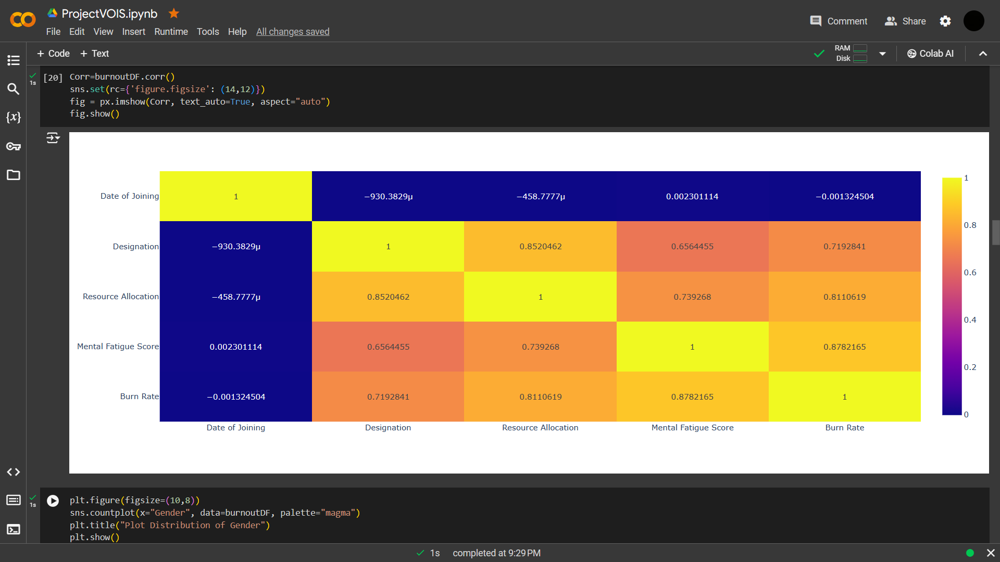 ProjectVOIS.ipynb
File Edit View Insert Runtime Tools Help All changes saved
Comment
Share
+ Code + Text
RAM
Disk
Colab AI
1s
[20]
Corr=burnoutDF.corr()
sns.set(rc={'figure.figsize': (14,12)})
fig = px.imshow(Corr, text_auto=True, aspect="auto")
fig.show()
{x}
Date of Joining 1 −930.3829μ −458.7777μ 0.002301114 −0.001324504
Designation −930.3829μ 1 0.8520462 0.6564455 0.7192841
Resource Allocation −458.7777μ 0.8520462 1 0.739268 0.8110619
Mental Fatigue Score 0.002301114 0.6564455 0.739268 1 0.8782165
Burn Rate −0.001324504 0.7192841 0.8110619 0.8782165 1
Date of Joining Designation Resource Allocation Mental Fatigue Score Burn Rate
1
0.8
0.6
0.4
0.2
0
1s
plt.figure(figsize=(10,8))
sns.countplot(x="Gender", data=burnoutDF, palette="magma")
plt.title("Plot Distribution of Gender")
plt.show()
1s completed at 9:29 PM